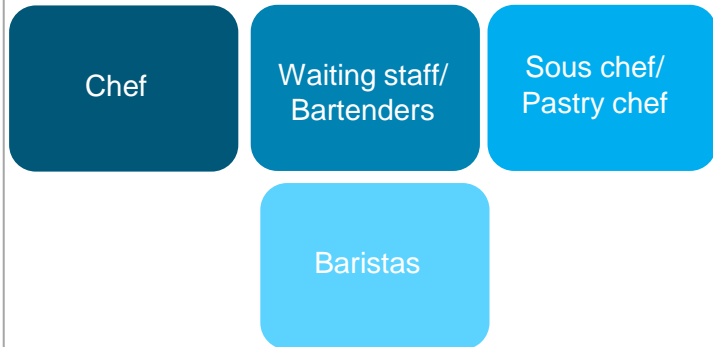 Chef
Waiting staff/
Bartenders
Sous chef/
Pastry chef
Baristas